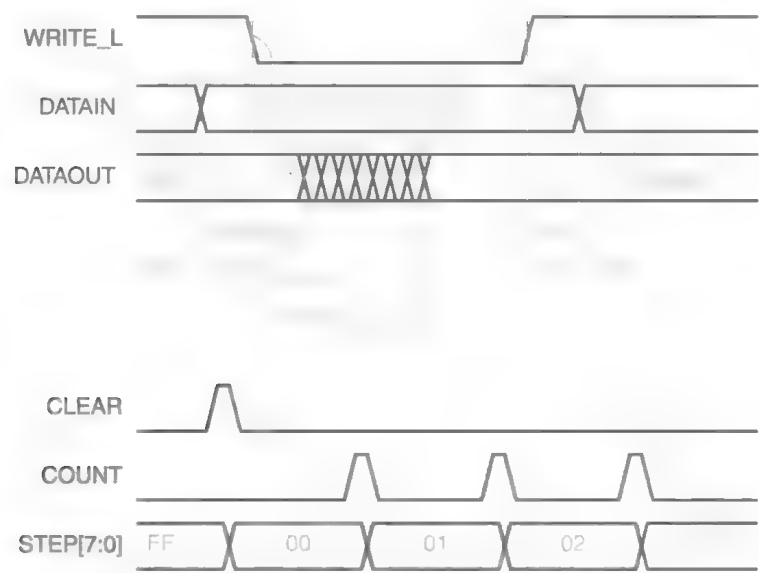 WRITE_L
DATAIN
DATAOUT
CLEAR
COUNT
STEP[7:0] FF 00 01 02